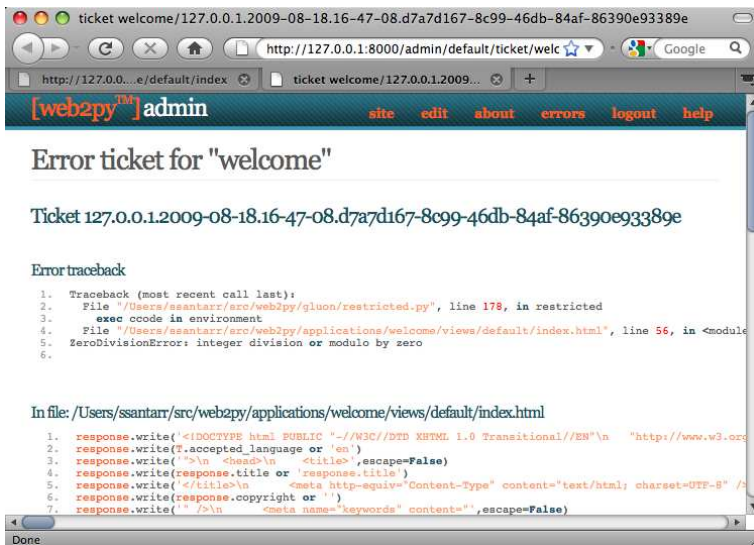 ticket welcome/127.0.0.1.2009-08-18.16-47-08.d7a7d167-8c99-46db-84af-86390e93389e
http://127.0.0.1:8000/admin/default/ticket/welc Google
http://127.0.0....e/default/index ticket welcome/127.0.0.1.2009... +
[web2py™] admin site edit about errors logout help
Error ticket for "welcome"
Ticket 127.0.0.1.2009-08-18.16-47-08.d7a7d167-8c99-46db-84af-86390e93389e
Error traceback
1. Traceback (most recent call last):
2. File "/Users/ssantarr/src/web2py/gluon/restricted.py", line 178, in restricted
3. exec ccode in environment
4. File "/Users/ssantarr/src/web2py/applications/welcome/views/default/index.html", line 56, in <module
5. ZeroDivisionError: integer division or modulo by zero
6.
In file: /Users/ssantarr/src/web2py/applications/welcome/views/default/index.html
1. response.write('<!DOCTYPE html PUBLIC "-//W3C//DTD XHTML 1.0 Transitional//EN"\n "http://www.w3.org
2. response.write(T.accepted_language or 'en')
3. response.write('">\n <head>\n <title>',escape=False)
4. response.write(response.title or 'response.title')
5. response.write('</title>\n <meta http-equiv="Content-Type" content="text/html; charset=UTF-8" />
6. response.write(response.copyright or '')
7. response.write('" />\n <meta name="keywords" content="',escape=False)
Done